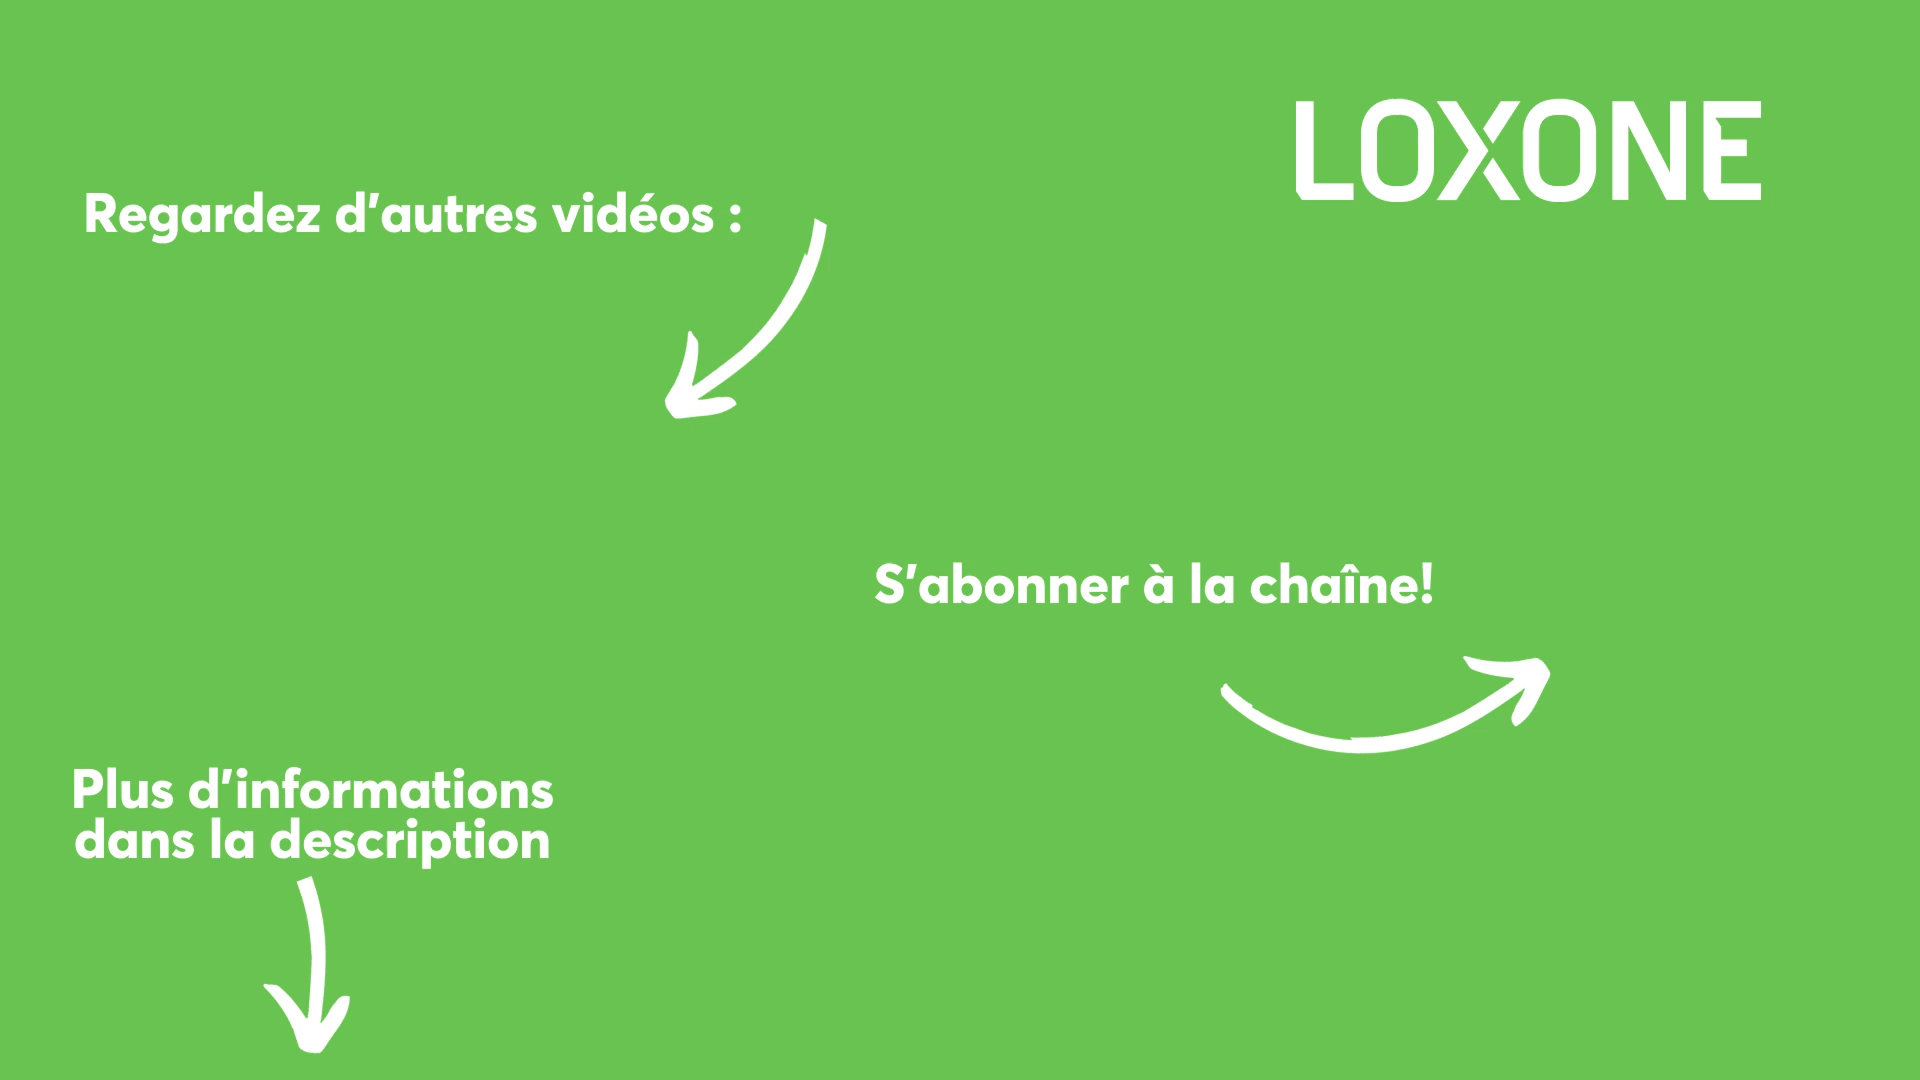 LOXONE
Regardez d'autres vidéos :
S'abonner à la chaîne!
Plus d'informations
dans la description